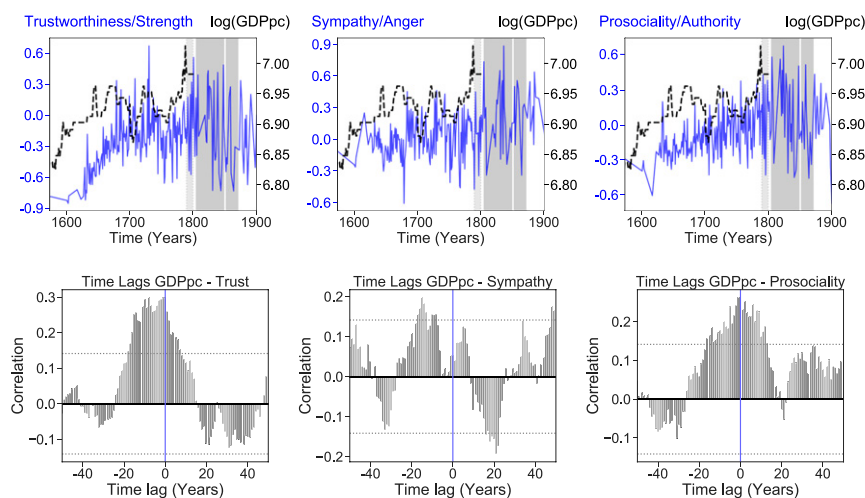 Trustworthiness/Strength log(GDPpc)
0.6
0.3
0.0
-0.3
-0.6
-0.9
7.00
6.95
6.90
6.85
6.80
1600 1700 1800 1900
Time (Years)
Sympathy/Anger log(GDPpc)
0.9
0.6
0.3
0.0
-0.3
-0.6
7.00
6.95
6.90
6.85
6.80
1600 1700 1800 1900
Time (Years)
Prosociality/Authority log(GDPpc)
0.6
0.3
0.0
-0.3
-0.6
-0.9
7.00
6.95
6.90
6.85
6.80
1600 1700 1800 1900
Time (Years)
Time Lags GDPpc - Trust
Correlation
0.3
0.2
0.1
0.0
-0.1
-40 -20 0 20 40
Time lag (Years)
Time Lags GDPpc - Sympathy
Correlation
0.2
0.1
0.0
-0.1
-0.2
-40 -20 0 20 40
Time lag (Years)
Time Lags GDPpc - Prosociality
Correlation
0.2
0.1
0.0
-0.1
-40 -20 0 20 40
Time lag (Years)